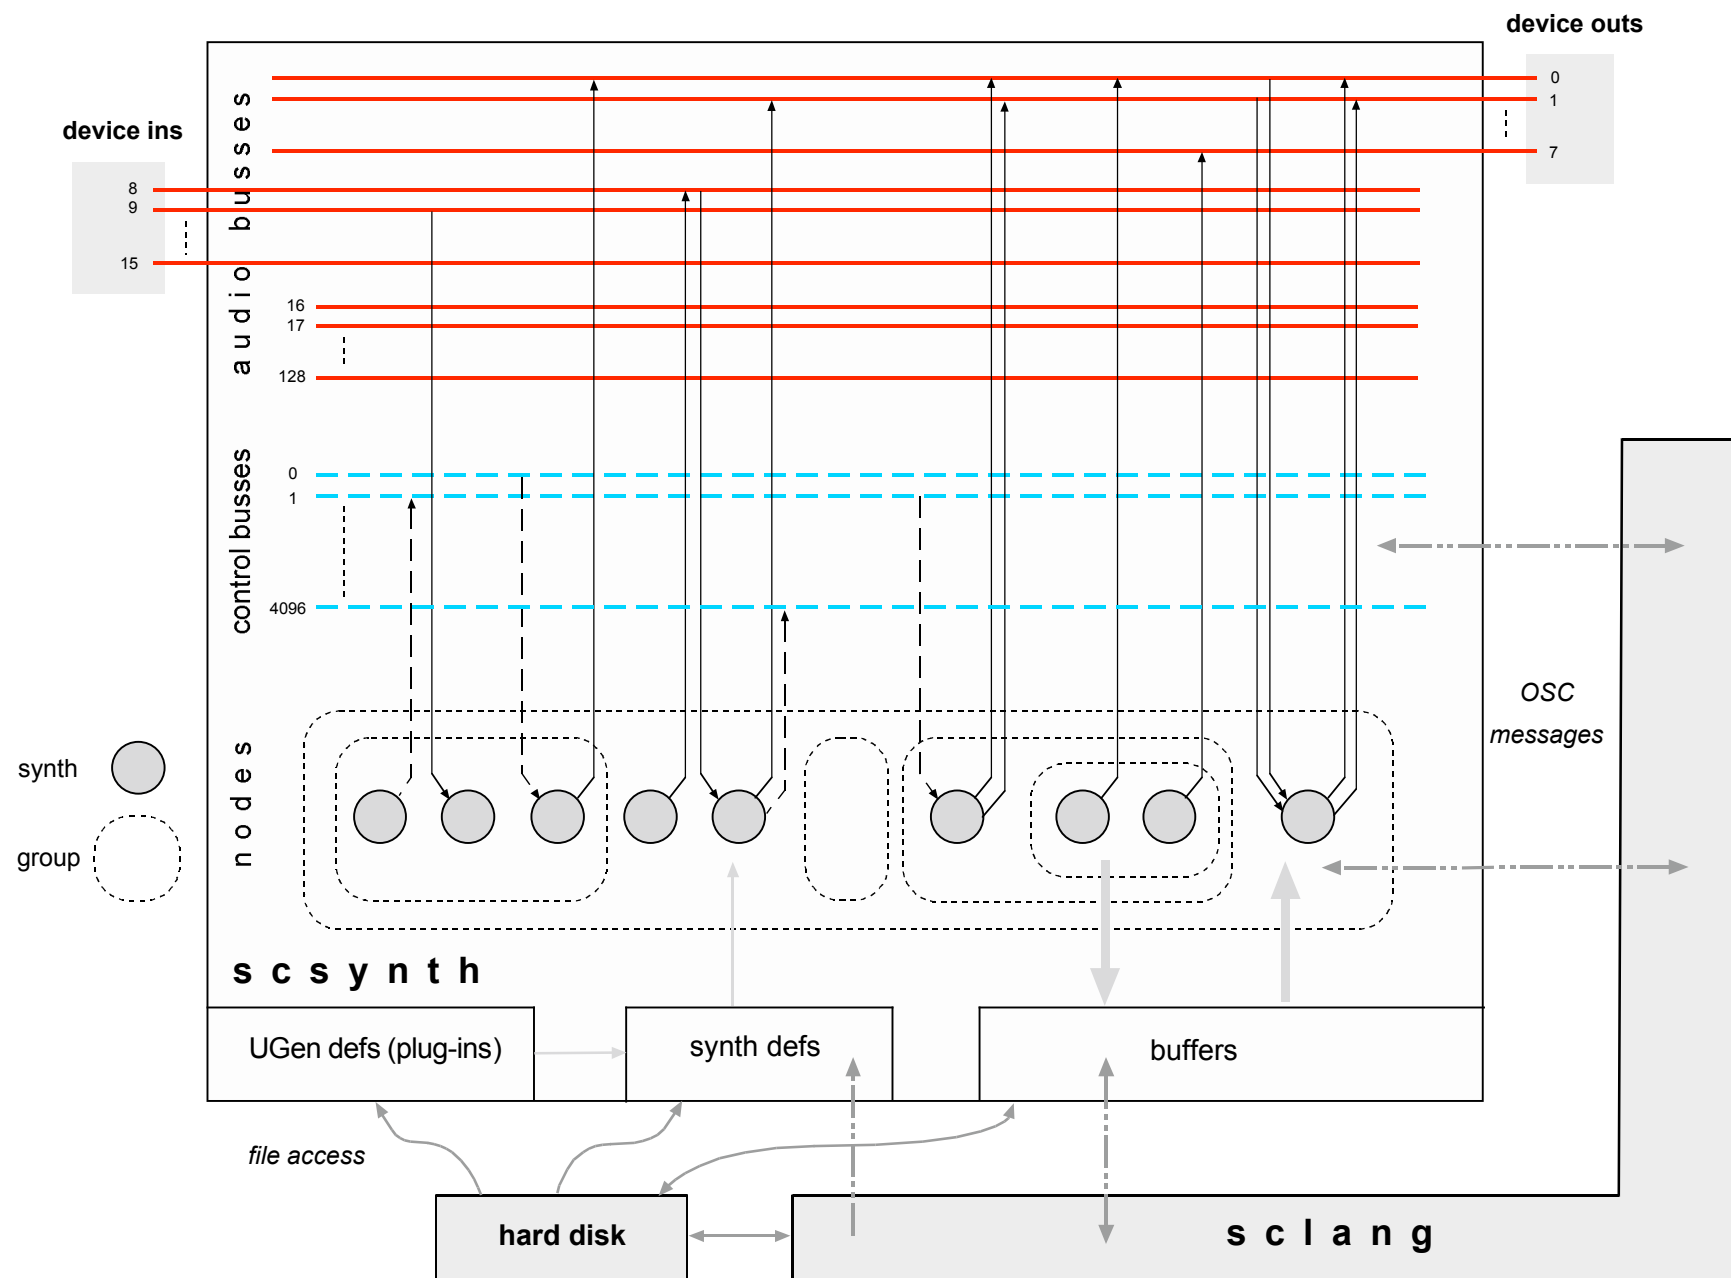 device outs
0
1
7
device ins
8
9
15
audio busses
16
17
128
control busses
0
1
4096
OSC
messages
nodes
synth
group
scsynth
UGen defs (plug-ins)
synth defs
buffers
file access
hard disk
sclang